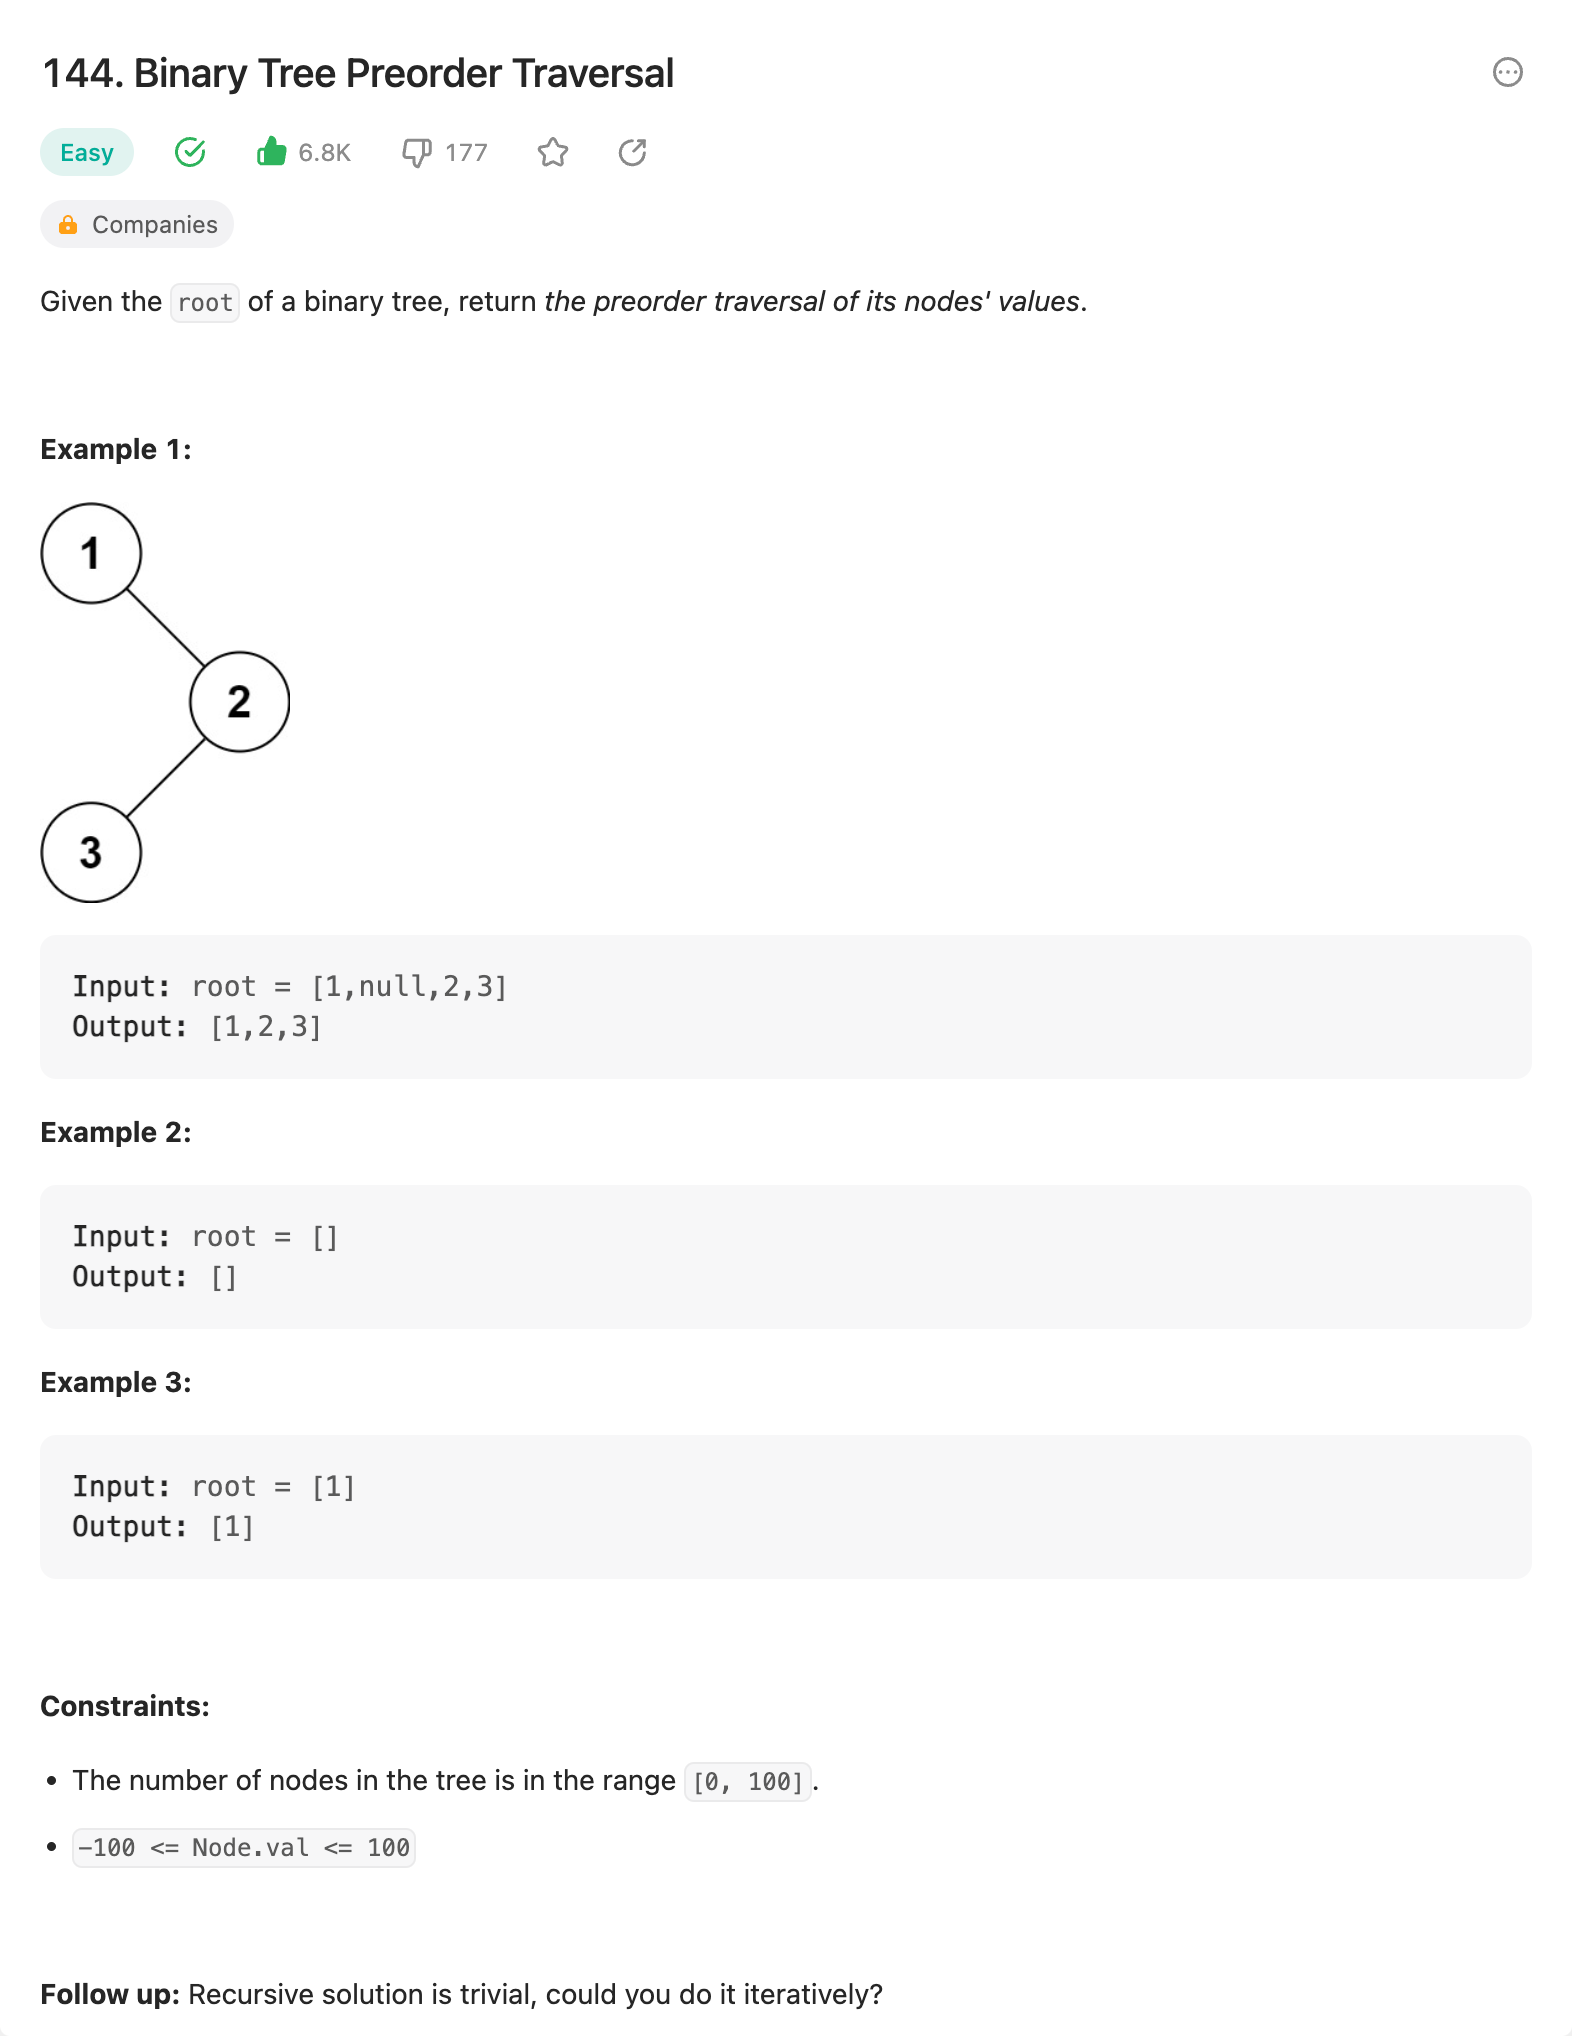 144. Binary Tree Preorder Traversal
Easy 6.8K 177
Companies
Given the root of a binary tree, return the preorder traversal of its nodes' values.
Example 1:
1
2
3
Input: root = [1,null,2,3]
Output: [1,2,3]
Example 2:
Input: root = []
Output: []
Example 3:
Input: root = [1]
Output: [1]
Constraints:
• The number of nodes in the tree is in the range [0, 100].
• -100 <= Node.val <= 100
Follow up: Recursive solution is trivial, could you do it iteratively?